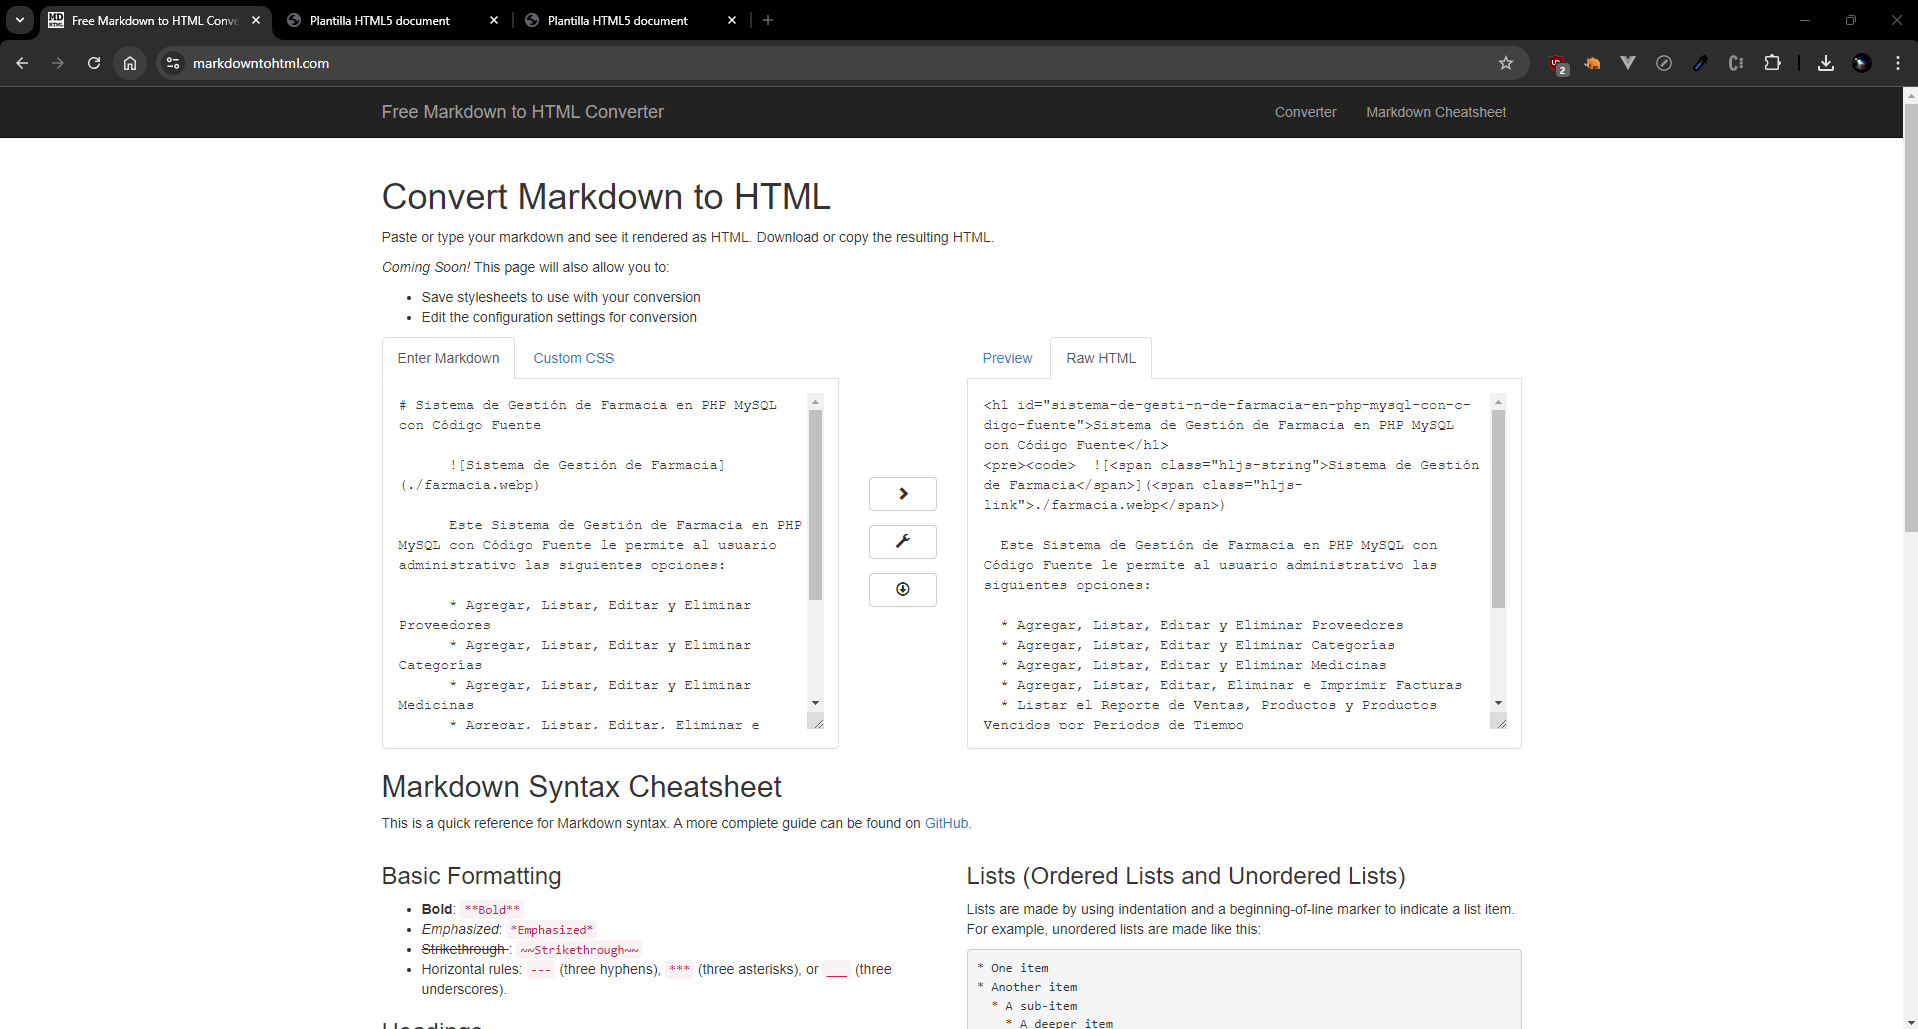 Free Markdown to HTML Conve
Plantilla HTML5 document
Plantilla HTML5 document
markdowntohtml.com
2
Free Markdown to HTML Converter
Converter
Markdown Cheatsheet
Convert Markdown to HTML
Paste or type your markdown and see it rendered as HTML. Download or copy the resulting HTML.
Coming Soon! This page will also allow you to:
• Save stylesheets to use with your conversion
• Edit the configuration settings for conversion
Enter Markdown
Custom CSS
# Sistema de Gestión de Farmacia en PHP MySQL
con Código Fuente
![Sistema de Gestión de Farmacia]
(./farmacia.webp)
Este Sistema de Gestión de Farmacia en PHP
MySQL con Código Fuente le permite al usuario
administrativo las siguientes opciones:
* Agregar, Listar, Editar y Eliminar
Proveedores
* Agregar, Listar, Editar y Eliminar
Categorías
* Agregar, Listar, Editar y Eliminar
Medicinas
* Agregar, Listar, Editar, Eliminar e
Preview
Raw HTML
<h1 id="sistema-de-gesti-n-de-farmacia-en-php-mysql-con-c-
digo-fuente">Sistema de Gestión de Farmacia en PHP MySQL
con Código Fuente</h1>
<pre><code>  ![<span class="hljs-string">Sistema de Gestión
de Farmacia</span>](<span class="hljs-
link">./farmacia.webp</span>)
Este Sistema de Gestión de Farmacia en PHP MySQL con
Código Fuente le permite al usuario administrativo las
siguientes opciones:
* Agregar, Listar, Editar y Eliminar Proveedores
* Agregar, Listar, Editar y Eliminar Categorías
* Agregar, Listar, Editar y Eliminar Medicinas
* Agregar, Listar, Editar, Eliminar e Imprimir Facturas
* Listar el Reporte de Ventas, Productos y Productos
Vencidos por Periodos de Tiempo
Markdown Syntax Cheatsheet
This is a quick reference for Markdown syntax. A more complete guide can be found on GitHub.
Basic Formatting
• Bold: **Bold**
• Emphasized: *Emphasized*
• Strikethrough: ~~Strikethrough~~
• Horizontal rules: --- (three hyphens), *** (three asterisks), or ___ (three
underscores).
Headings
Lists (Ordered Lists and Unordered Lists)
Lists are made by using indentation and a beginning-of-line marker to indicate a list item.
For example, unordered lists are made like this:
* One item
* Another item
* A sub-item
* A deeper item